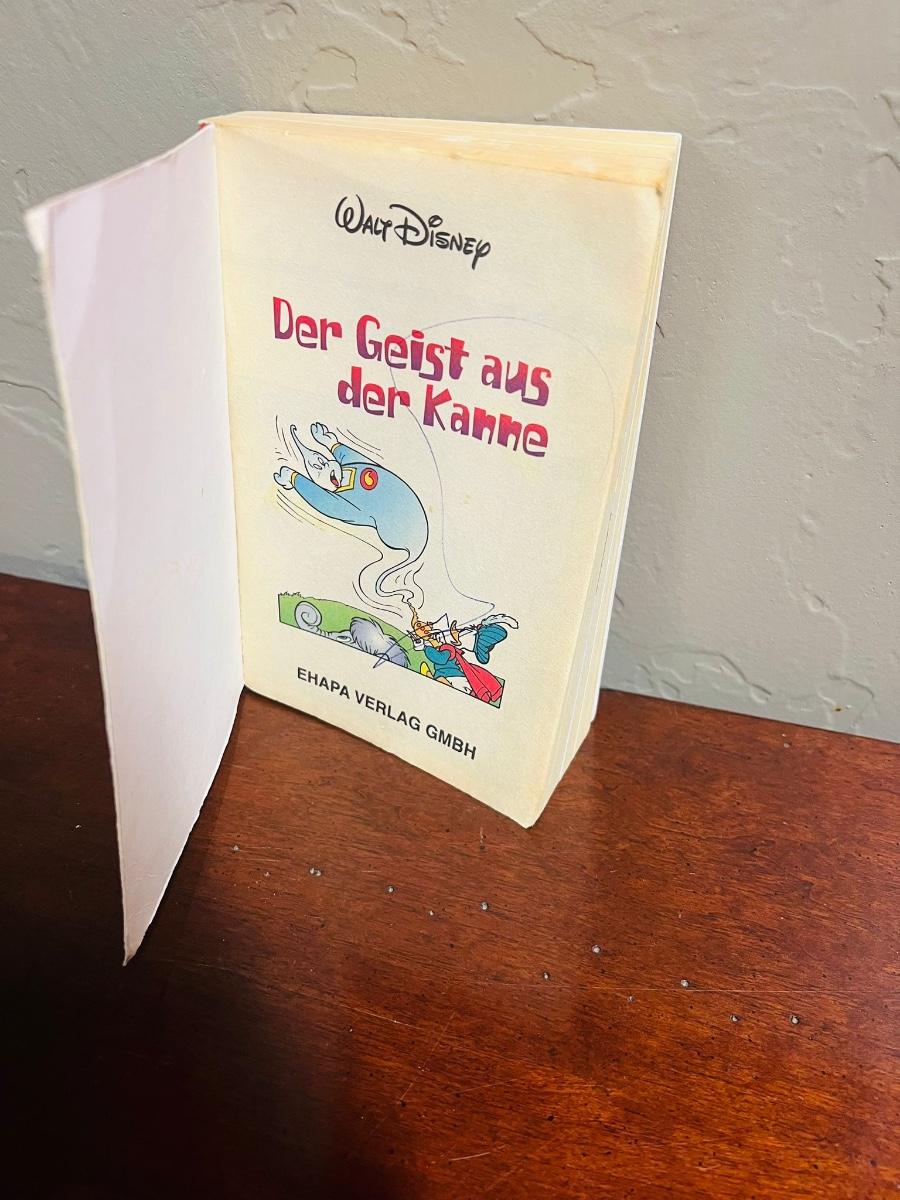 Walt Disney
Der Geist aus
der Kanne
EHAPA VERLAG GMBH